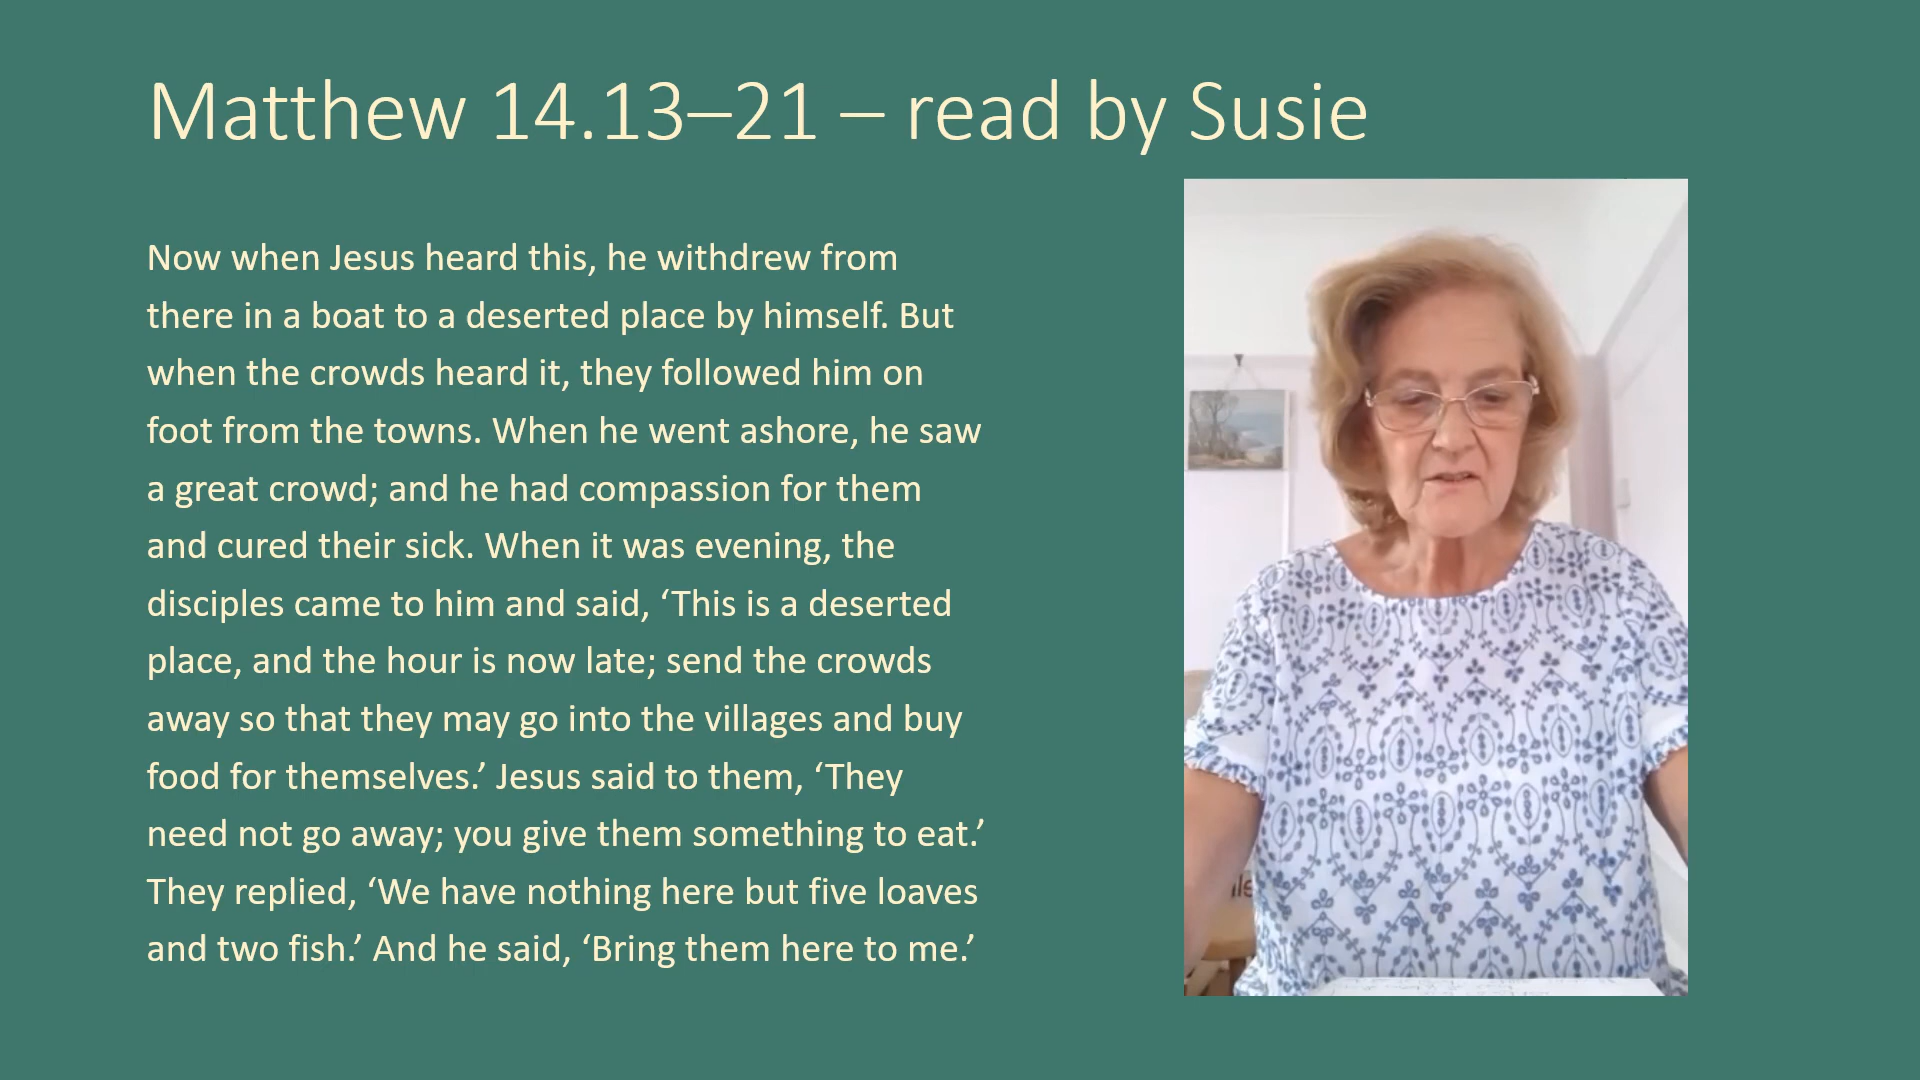 Matthew 14.13–21 – read by Susie
Now when Jesus heard this, he withdrew from
there in a boat to a deserted place by himself. But
when the crowds heard it, they followed him on
foot from the towns. When he went ashore, he saw
a great crowd; and he had compassion for them
and cured their sick. When it was evening, the
disciples came to him and said, ‘This is a deserted
place, and the hour is now late; send the crowds
away so that they may go into the villages and buy
food for themselves.’ Jesus said to them, ‘They
need not go away; you give them something to eat.’
They replied, ‘We have nothing here but five loaves
and two fish.’ And he said, ‘Bring them here to me.’